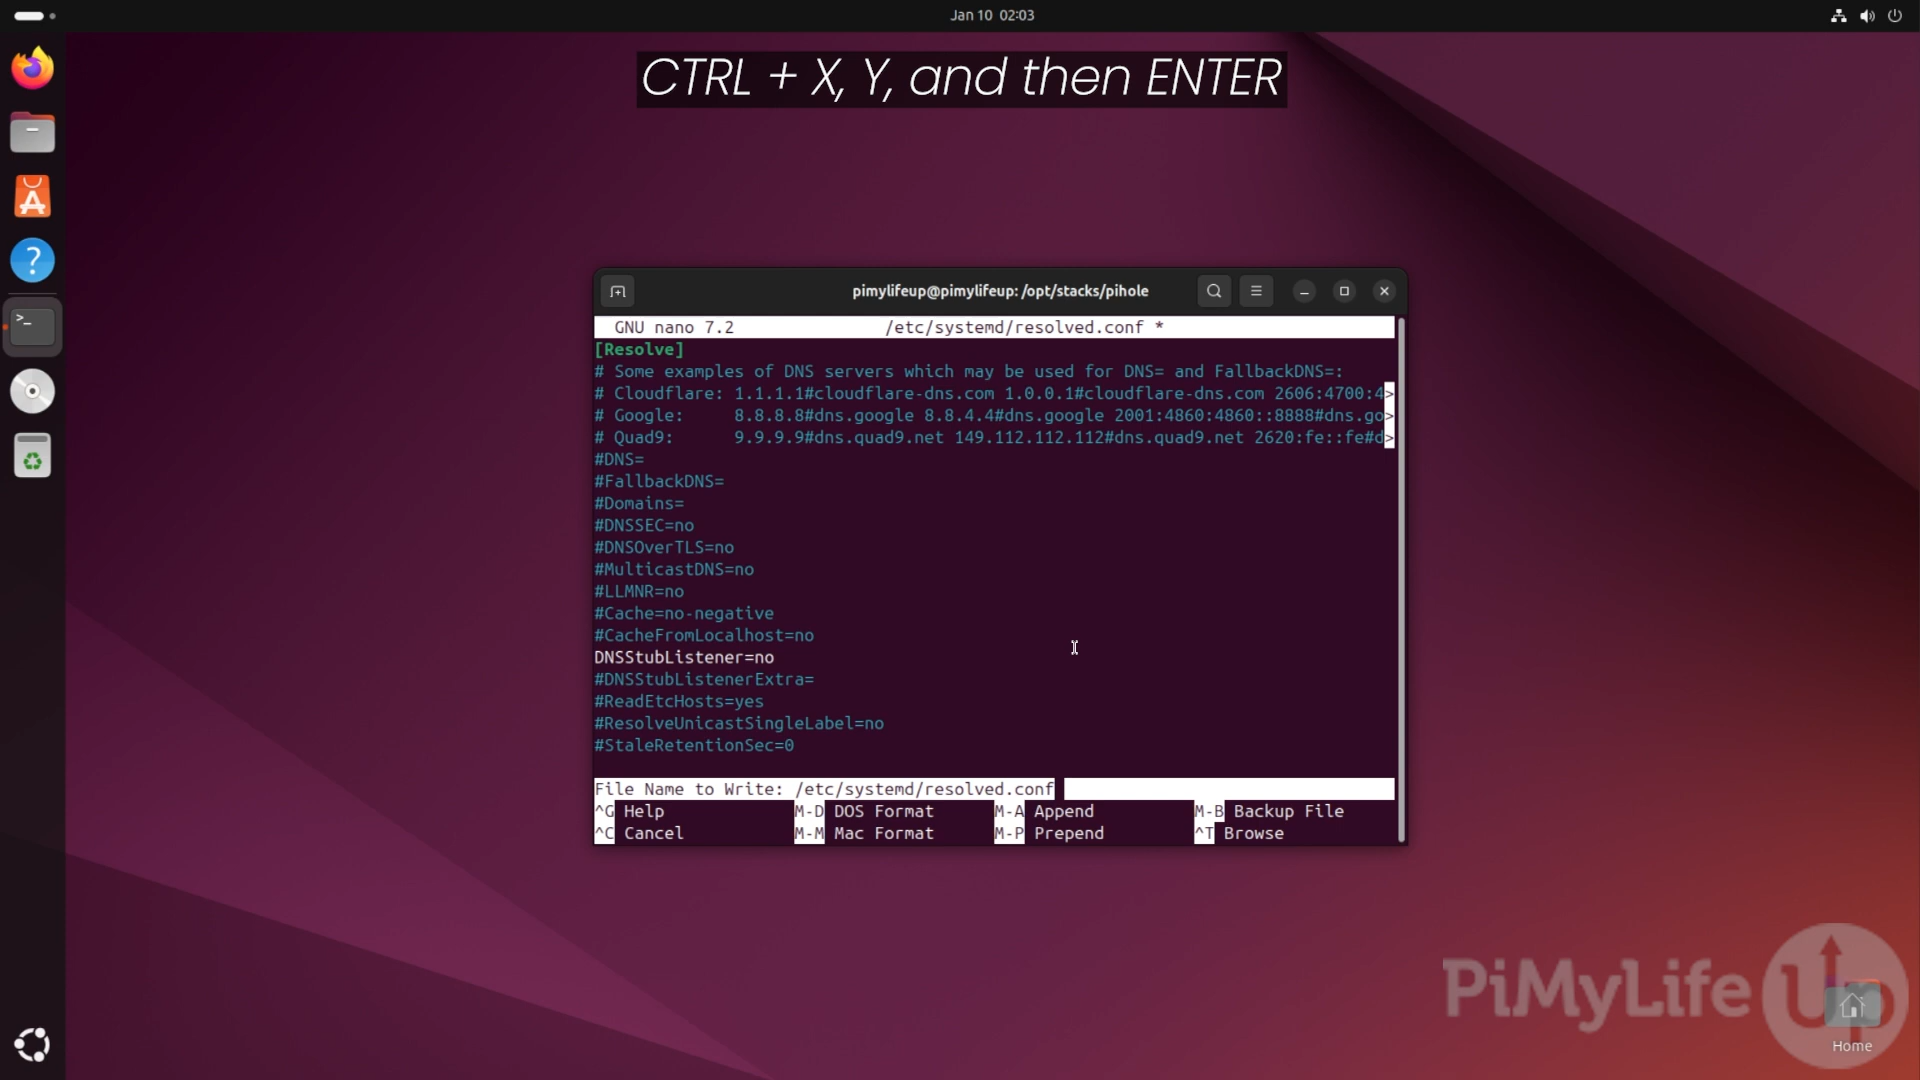 Jan 10 02:03
CTRL + X, Y, and then ENTER
pimylifeup@pimylifeup: /opt/stacks/pihole
GNU nano 7.2 /etc/systemd/resolved.conf *
[Resolve]
# Some examples of DNS servers which may be used for DNS= and FallbackDNS=:
# Cloudflare: 1.1.1.1#cloudflare-dns.com 1.0.0.1#cloudflare-dns.com 2606:4700:4>
# Google: 8.8.8.8#dns.google 8.8.4.4#dns.google 2001:4860:4860::8888#dns.go>
# Quad9: 9.9.9.9#dns.quad9.net 149.112.112.112#dns.quad9.net 2620:fe::fe#d>
#DNS=
#FallbackDNS=
#Domains=
#DNSSEC=no
#DNSOverTLS=no
#MulticastDNS=no
#LLMNR=no
#Cache=no-negative
#CacheFromLocalhost=no
DNSStubListener=no
#DNSStubListenerExtra=
#ReadEtcHosts=yes
#ResolveUnicastSingleLabel=no
#StaleRetentionSec=0
File Name to Write: /etc/systemd/resolved.conf
^G Help M-D DOS Format M-A Append M-B Backup File
^C Cancel M-M Mac Format M-P Prepend ^T Browse
PiMyLifeUp
Home